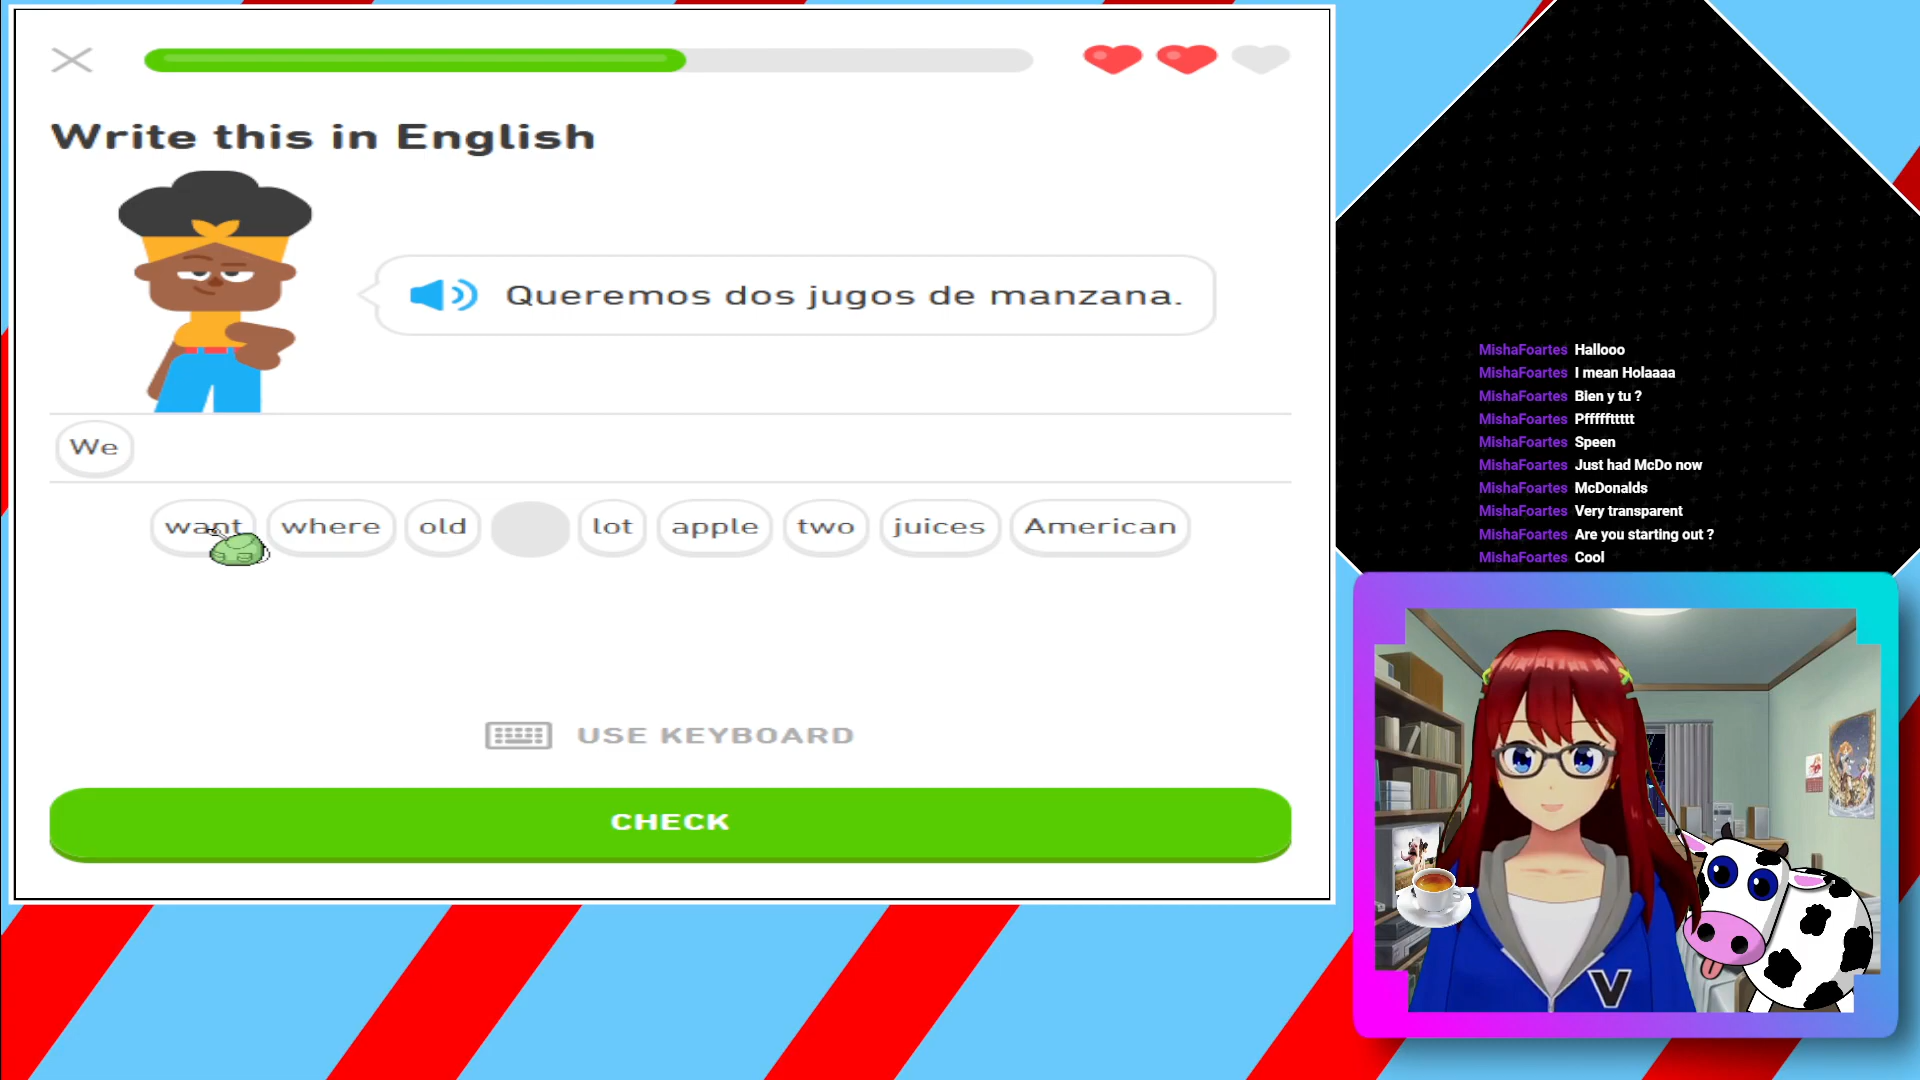 Write this in English
Queremos dos jugos de manzana.
We
want where old lot apple two juices American
USE KEYBOARD
CHECK
MishaFoartes Hallooo
MishaFoartes I mean Holaaaa
MishaFoartes Bien y tu ?
MishaFoartes Pffffftttt
MishaFoartes Speen
MishaFoartes Just had McDo now
MishaFoartes McDonalds
MishaFoartes Very transparent
MishaFoartes Are you starting out ?
MishaFoartes Cool
V